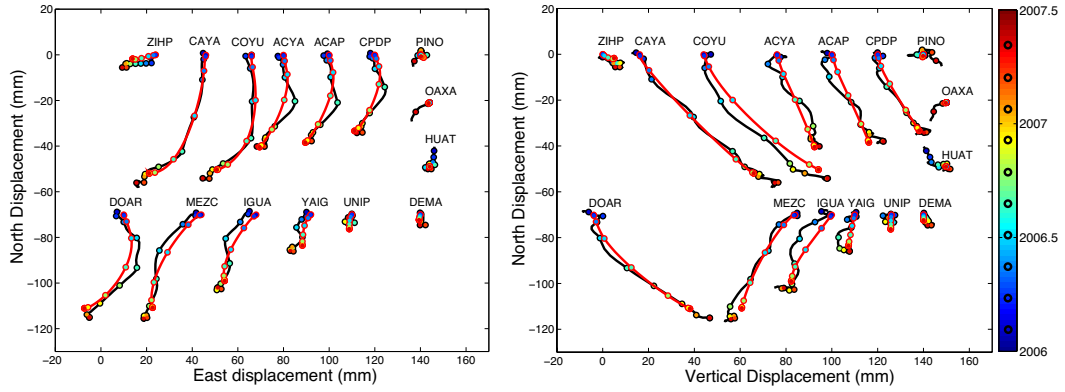 ZIHP CAYA COYU ACYA ACAP CPDP PINO
OAXA
HUAT
DOAR MEZC IGUA YAIG UNIP DEMA
20
0
−20
−40
−60
−80
−100
−120
North Displacement (mm)
−20 0 20 40 60 80 100 120 140 160
East displacement (mm)
ZIHP CAYA COYU ACYA ACAP CPDP PINO
OAXA
HUAT
DOAR MEZC IGUA YAIG UNIP DEMA
20
0
−20
−40
−60
−80
−100
−120
North Displacement (mm)
−20 0 20 40 60 80 100 120 140 160
Vertical Displacement (mm)
2007.5
2007
2006.5
2006